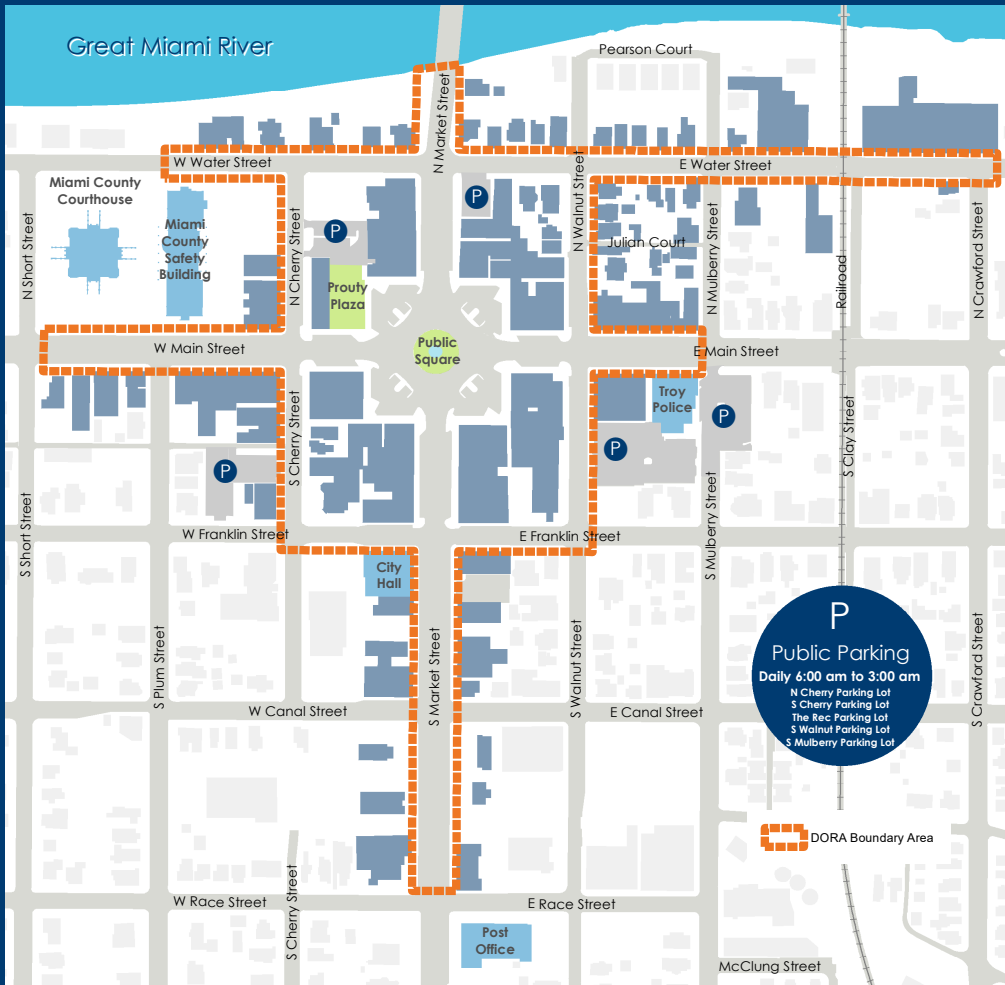 Great Miami River
Pearson Court
N Market Street
W Water Street
E Water Street
Miami County
Courthouse
Miami
County
Safety
Building
P
P
N Short Street
N Cherry Street
N Walnut Street
N Mulberry Street
Julian Court
Railroad
N Crawford Street
Prouty
Plaza
Public
Square
W Main Street
E Main Street
Troy
Police
P
P
P
S Cherry Street
S Clay Street
S Short Street
W Franklin Street
E Franklin Street
S Mulberry Street
City
Hall
S Plum Street
S Market Street
S Walnut Street
S Crawford Street
P
Public Parking
Daily 6:00 am to 3:00 am
N Cherry Parking Lot
S Cherry Parking Lot
The Rec Parking Lot
S Walnut Parking Lot
S Mulberry Parking Lot
W Canal Street
E Canal Street
DORA Boundary Area
S Cherry Street
W Race Street
E Race Street
Post
Office
McClung Street